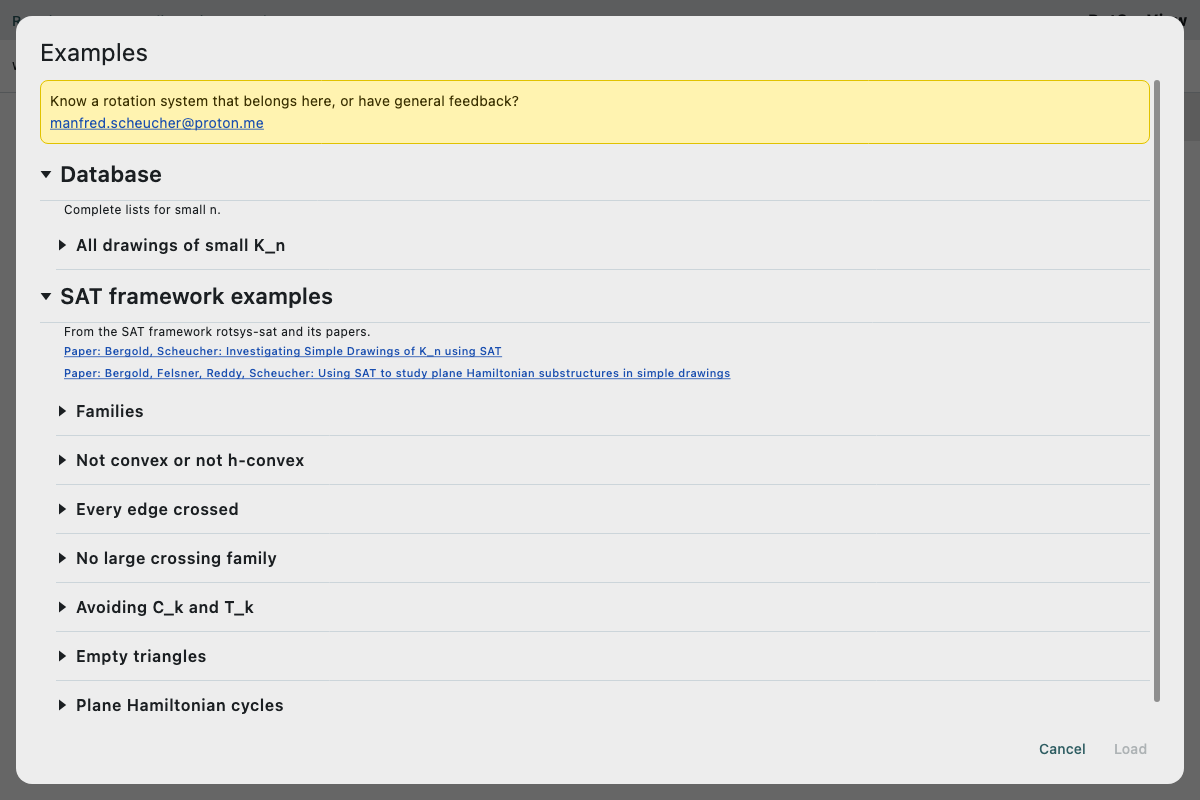 Examples
Know a rotation system that belongs here, or have general feedback?
manfred.scheucher@proton.me
Database
Complete lists for small n.
All drawings of small K_n
SAT framework examples
From the SAT framework rotsys-sat and its papers.
Paper: Bergold, Scheucher: Investigating Simple Drawings of K_n using SAT
Paper: Bergold, Felsner, Reddy, Scheucher: Using SAT to study plane Hamiltonian substructures in simple drawings
Families
Not convex or not h-convex
Every edge crossed
No large crossing family
Avoiding C_k and T_k
Empty triangles
Plane Hamiltonian cycles
Cancel Load